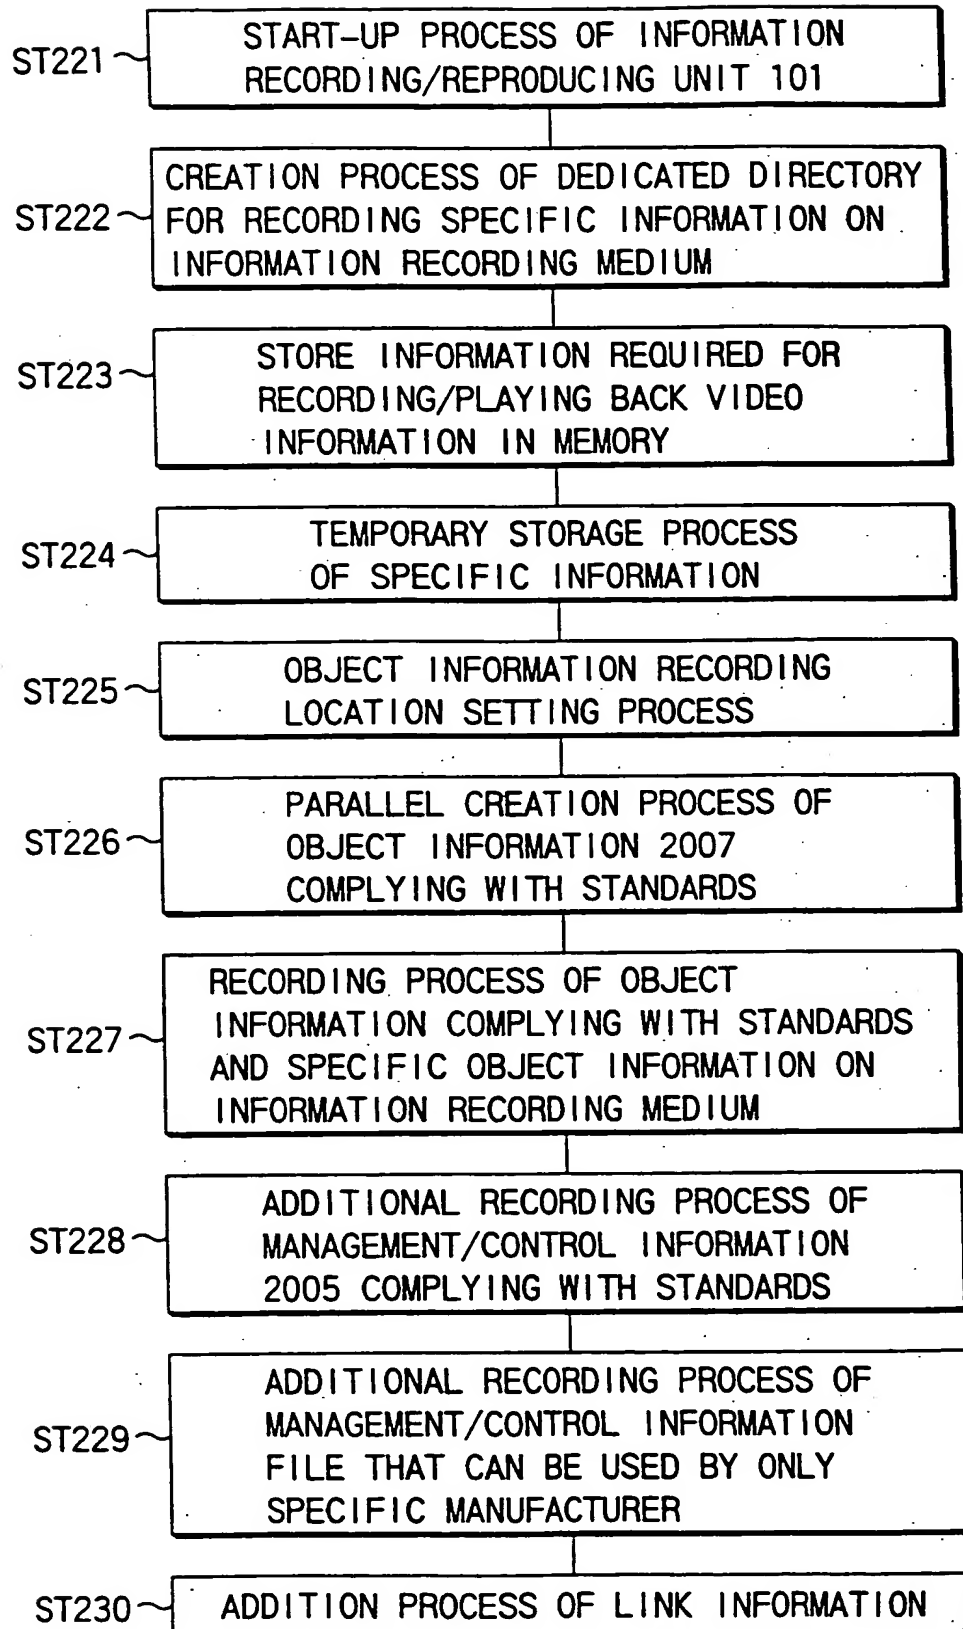 ST221
START-UP PROCESS OF INFORMATION
RECORDING/REPRODUCING UNIT 101
ST222
CREATION PROCESS OF DEDICATED DIRECTORY
FOR RECORDING SPECIFIC INFORMATION ON
INFORMATION RECORDING MEDIUM
ST223
STORE INFORMATION REQUIRED FOR
RECORDING/PLAYING BACK VIDEO
INFORMATION IN MEMORY
ST224
TEMPORARY STORAGE PROCESS
OF SPECIFIC INFORMATION
ST225
OBJECT INFORMATION RECORDING
LOCATION SETTING PROCESS
ST226
PARALLEL CREATION PROCESS OF
OBJECT INFORMATION 2007
COMPLYING WITH STANDARDS
ST227
RECORDING PROCESS OF OBJECT
INFORMATION COMPLYING WITH STANDARDS
AND SPECIFIC OBJECT INFORMATION ON
INFORMATION RECORDING MEDIUM
ST228
ADDITIONAL RECORDING PROCESS OF
MANAGEMENT/CONTROL INFORMATION
2005 COMPLYING WITH STANDARDS
ST229
ADDITIONAL RECORDING PROCESS OF
MANAGEMENT/CONTROL INFORMATION
FILE THAT CAN BE USED BY ONLY
SPECIFIC MANUFACTURER
ST230
ADDITION PROCESS OF LINK INFORMATION